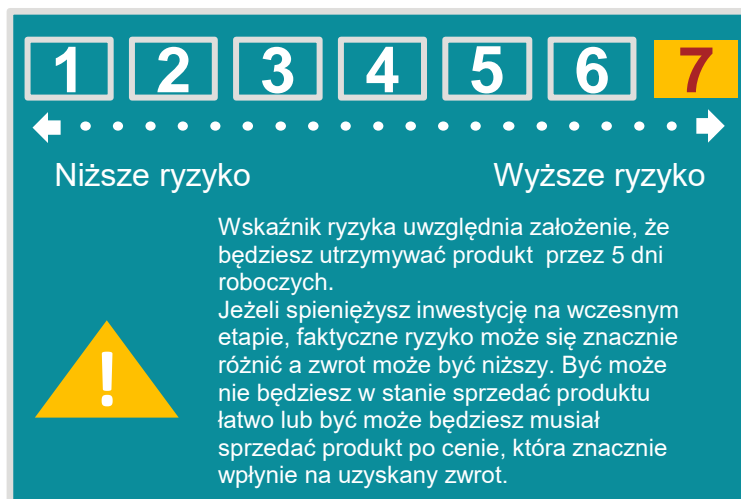 1 2 3 4 5 6 7
Niższe ryzyko Wyższe ryzyko
Wskaźnik ryzyka uwzględnia założenie, że
będziesz utrzymywać produkt przez 5 dni
roboczych.
Jeżeli spieniężysz inwestycję na wczesnym
etapie, faktyczne ryzyko może się znacznie
różnić a zwrot może być niższy. Być może
nie będziesz w stanie sprzedać produktu
łatwo lub być może będziesz musiał
sprzedać produkt po cenie, która znacznie
wpłynie na uzyskany zwrot.
!